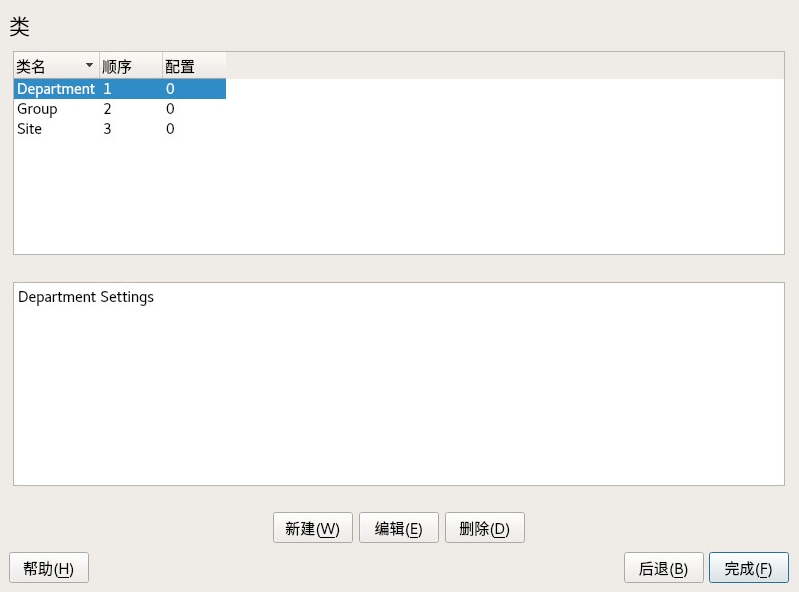 类
类名 顺序 配置
Department 1 0
Group 2 0
Site 3 0
Department Settings
新建(W) 编辑(E) 删除(D)
帮助(H) 后退(B) 完成(F)